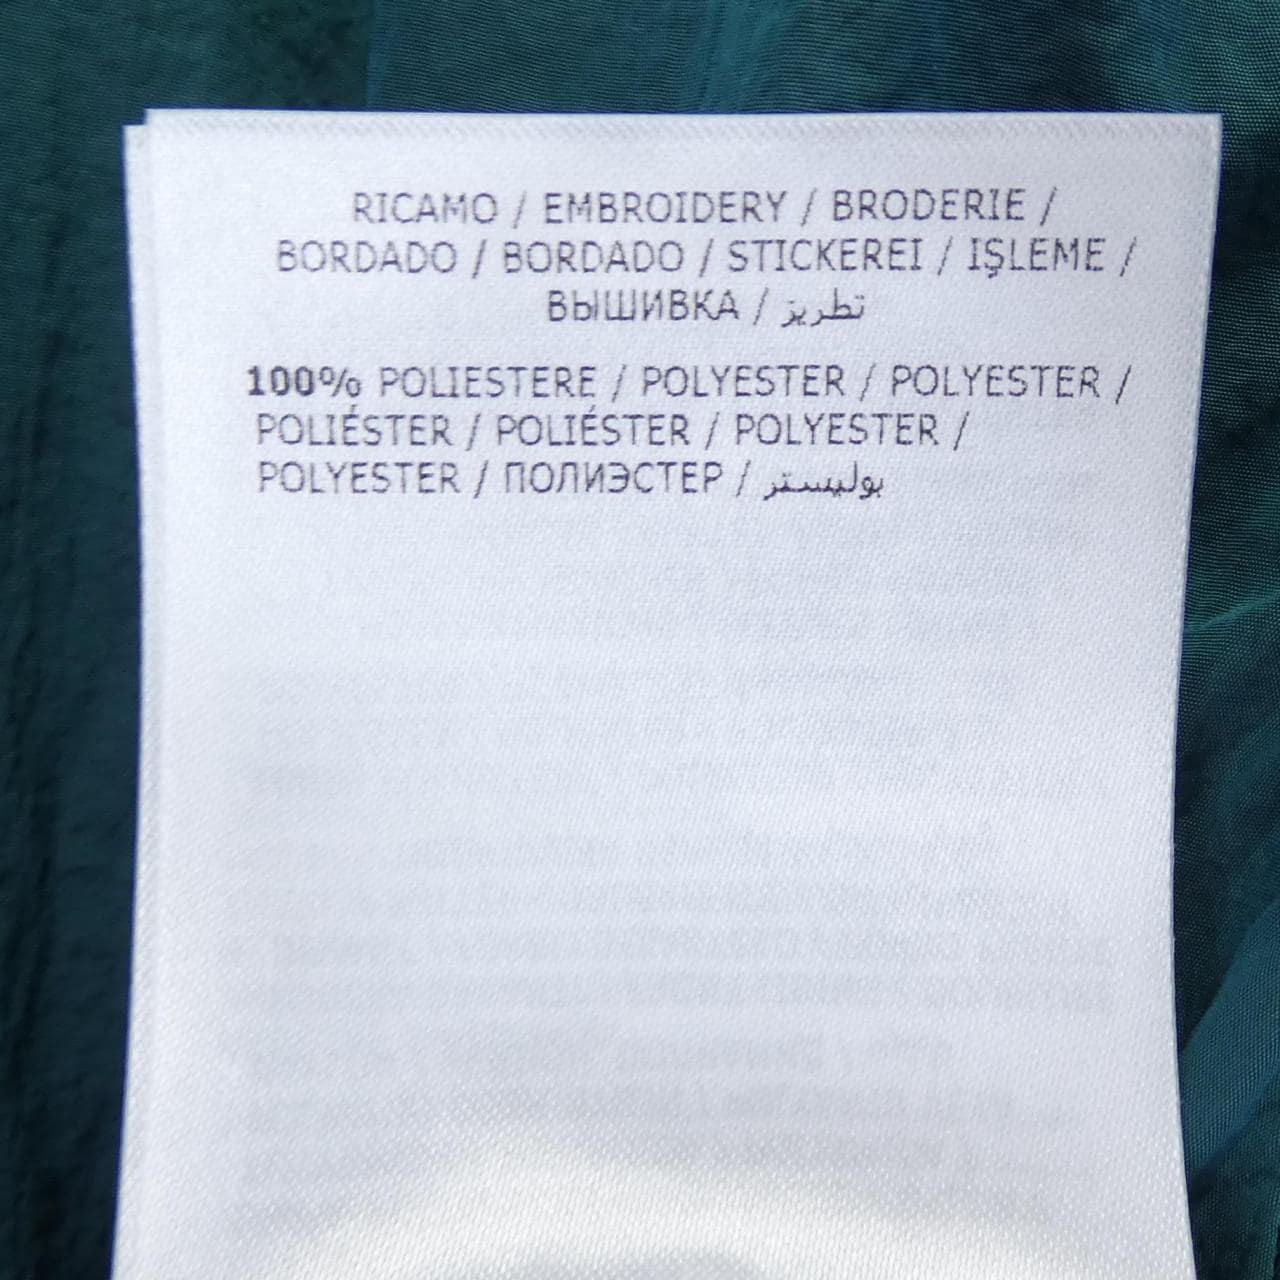 RICAMO / EMBROIDERY / BRODERIE /
BORDADO / BORDADO / STICKEREI / IŞLEME /
ВЫШИВКА / تطريز
100% POLIESTERE / POLYESTER / POLYESTER /
POLIÉSTER / POLIÉSTER / POLYESTER /
POLYESTER / ПОЛИЭСТЕР / بوليستر